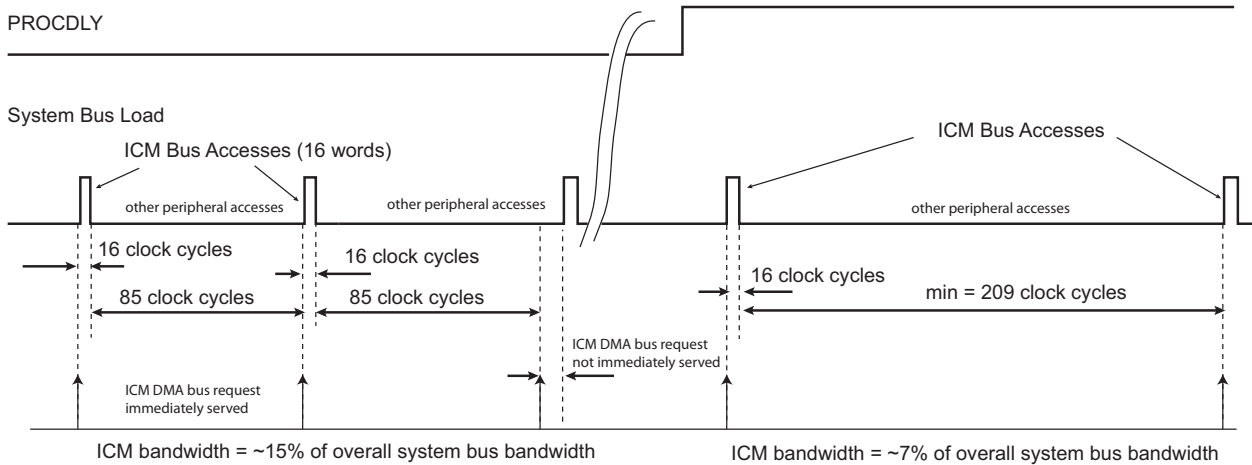 PROCDLY
System Bus Load
ICM Bus Accesses (16 words)
ICM Bus Accesses
other peripheral accesses
other peripheral accesses
other peripheral accesses
16 clock cycles
16 clock cycles
16 clock cycles
85 clock cycles
85 clock cycles
min = 209 clock cycles
ICM DMA bus request
not immediately served
ICM DMA bus request
immediately served
ICM bandwidth = ~15% of overall system bus bandwidth
ICM bandwidth = ~7% of overall system bus bandwidth